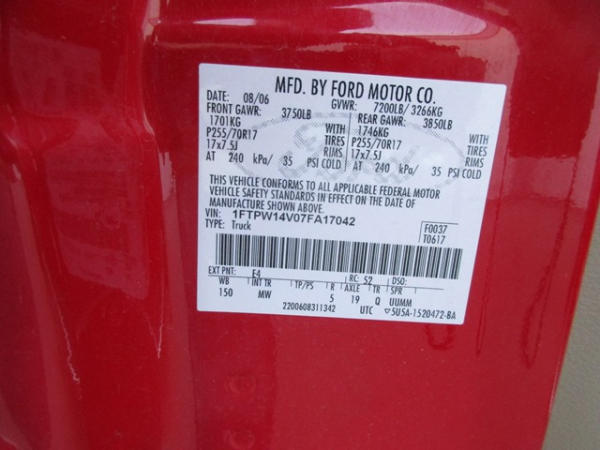 MFD. BY FORD MOTOR CO.
DATE: 08/06 GVWR: 7200LB/ 3266KG
FRONT GAWR: 3750LB REAR GAWR: 3850LB
1701KG WITH 1746KG WITH
P255/70R17 TIRES P255/70R17 TIRES
17x7.5J RIMS 17x7.5J RIMS
AT 240 kPa/ 35 PSI COLD AT 240 kPa/ 35 PSI COLD
THIS VEHICLE CONFORMS TO ALL APPLICABLE FEDERAL MOTOR
VEHICLE SAFETY STANDARDS IN EFFECT ON THE DATE OF
MANUFACTURE SHOWN ABOVE.
VIN: 1FTPW14V07FA17042 F0037
TYPE: Truck T0617
EXT PNT: E4 RC: 52 DSO:
WB INT TR TP/PS R AXLE TR SPR
150 MW 5 19 Q UUMM
2200608311342 UTC ▽5U5A-1520472-BA